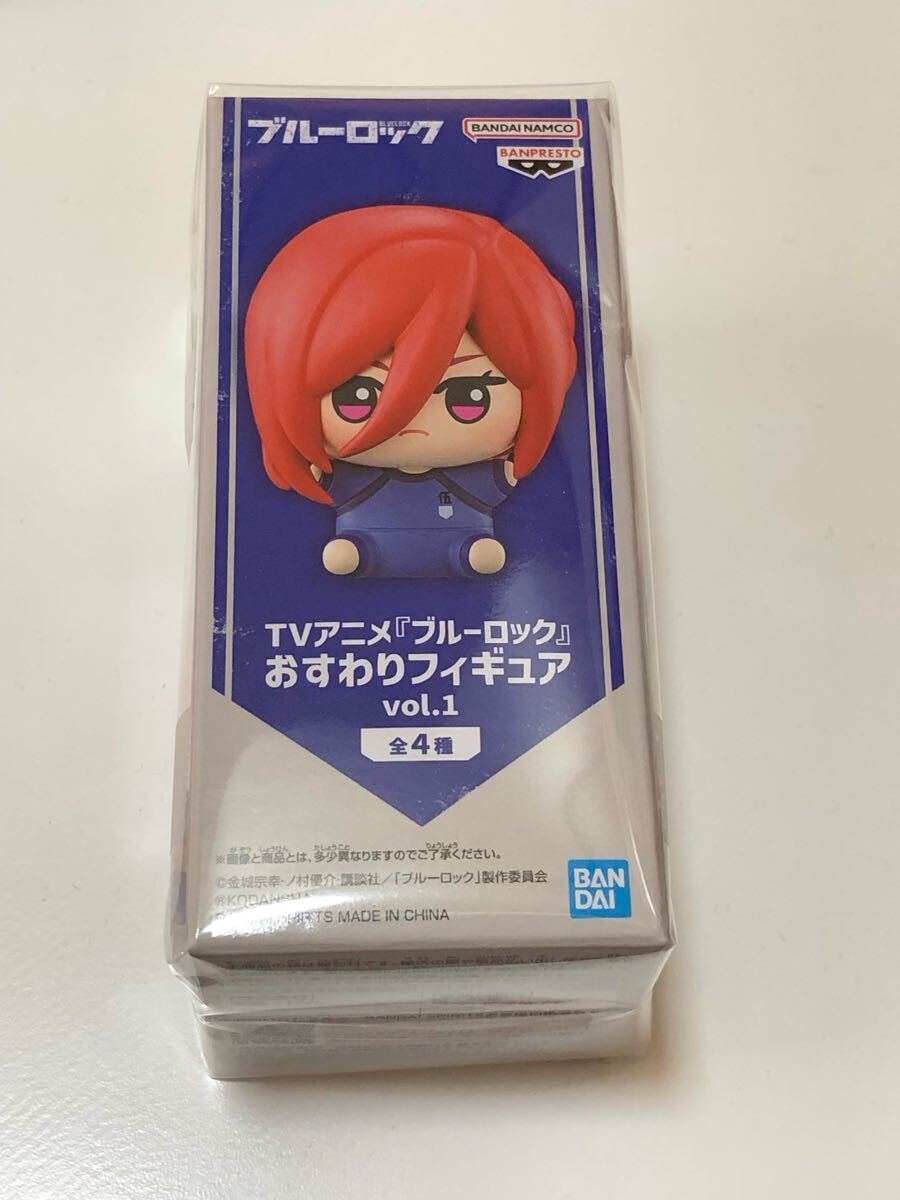 ブルーロック
BLUELOCK
BANDAI NAMCO
BANPRESTO
伍
TVアニメ『ブルーロック』
おすわりフィギュア
vol.1
全4種
※画像と商品とは、多少異なりますのでご了承ください。
©金城宗幸・ノ村優介・講談社／「ブルーロック」製作委員会
®KODANSHA
MADE IN CHINA
BAN
DAI